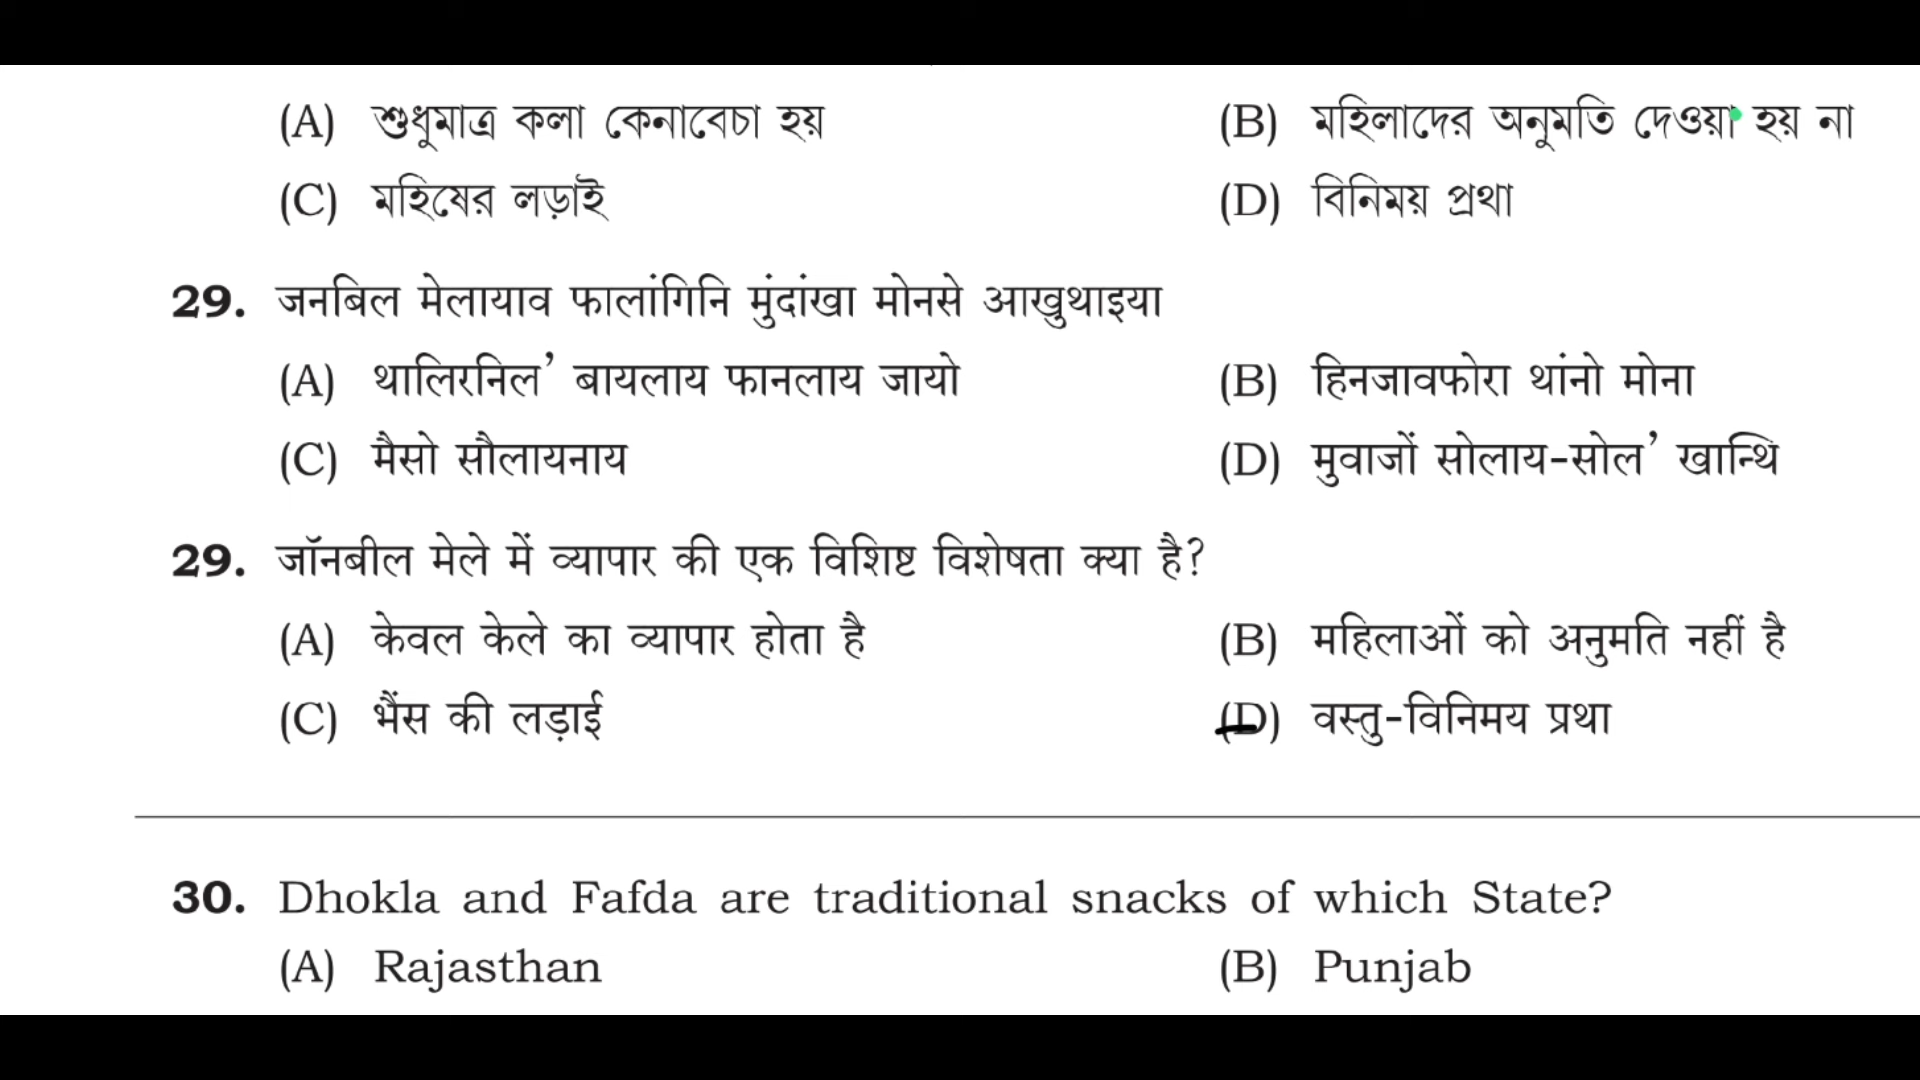 (A) শুধুমাত্র কলা কেনাবেচা হয় (B) মহিলাদের অনুমতি দেওয়া হয় না
(C) মহিষের লড়াই (D) বিনিময় প্রথা
29. जनबिल मेलायाव फालांगिनि मुंदांखा मोनसे आखुथाइया
(A) थालिरनिल’ बायलाय फानलाय जायो (B) हिनजावफोरा थांनो मोना
(C) मैसो सौलायनाय (D) मुवाजों सोलाय-सोल’ खान्थि
29. जॉनबील मेले में व्यापार की एक विशिष्ट विशेषता क्या है?
(A) केवल केले का व्यापार होता है (B) महिलाओं को अनुमति नहीं है
(C) भैंस की लड़ाई (D) वस्तु-विनिमय प्रथा
30. Dhokla and Fafda are traditional snacks of which State?
(A) Rajasthan (B) Punjab